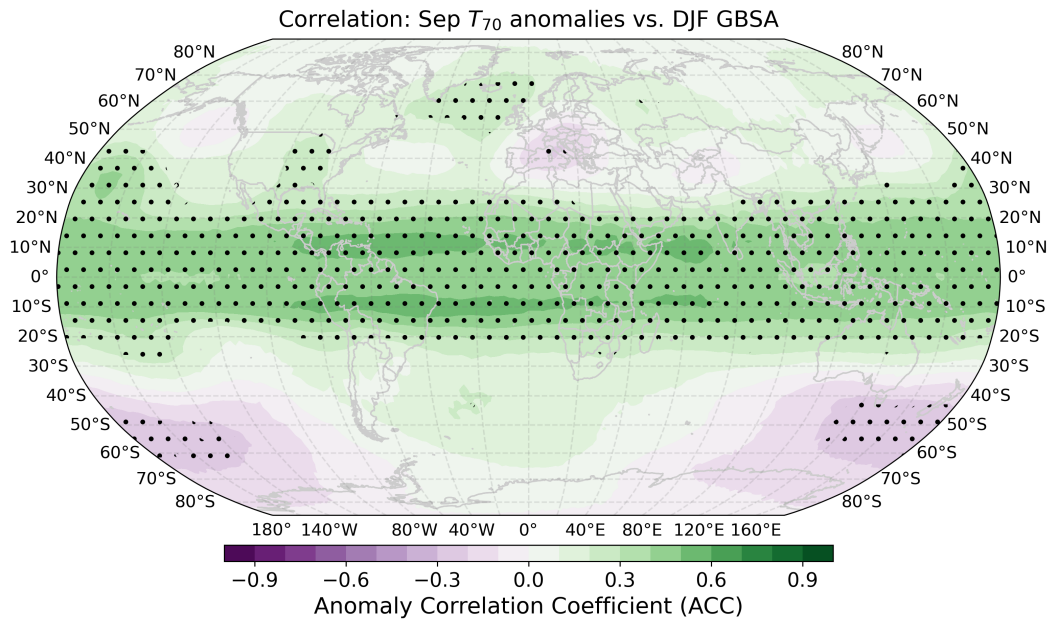 Correlation: Sep T70 anomalies vs. DJF GBSA
80°N 80°N
70°N 70°N
60°N 60°N
50°N 50°N
40°N 40°N
30°N 30°N
20°N 20°N
10°N 10°N
0° 0°
10°S 10°S
20°S 20°S
30°S 30°S
40°S 40°S
50°S 50°S
60°S 60°S
70°S 70°S
80°S 80°S
180° 140°W 80°W 40°W 0° 40°E 80°E 120°E 160°E
−0.9 −0.6 −0.3 0.0 0.3 0.6 0.9
Anomaly Correlation Coefficient (ACC)